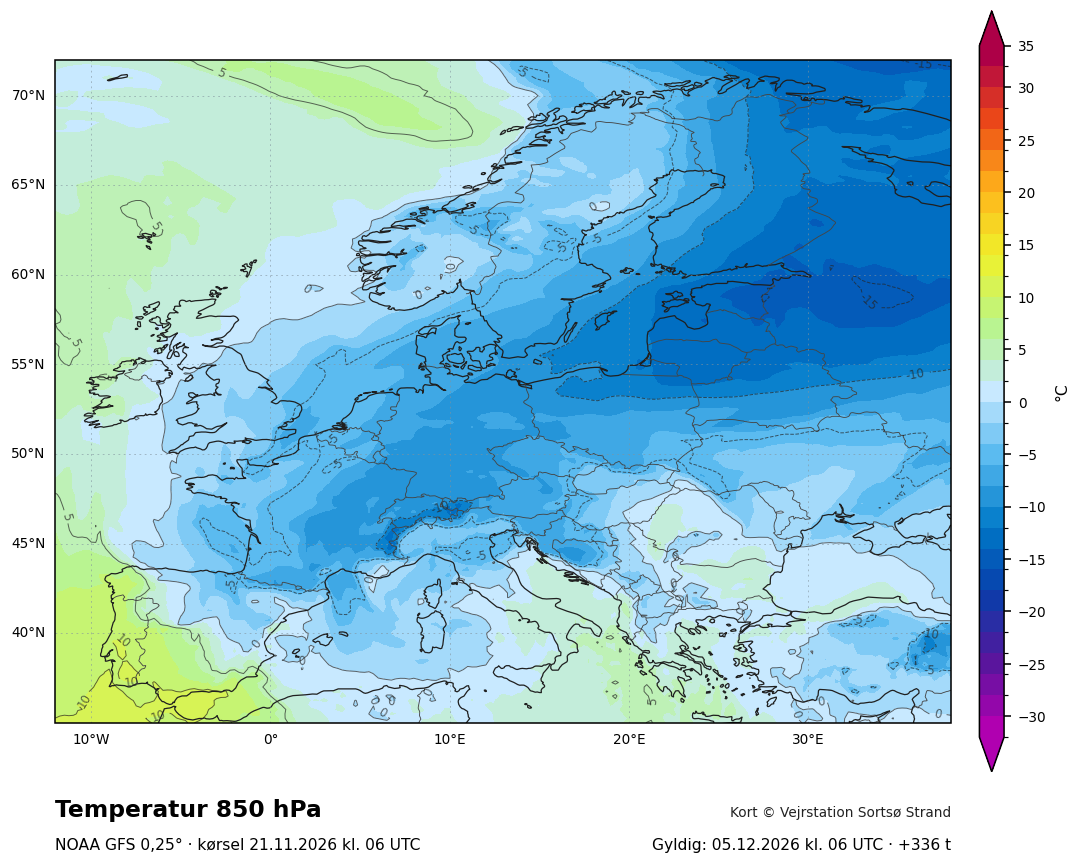 70°N
65°N
60°N
55°N
50°N
45°N
40°N
10°W
0°
10°E
20°E
30°E
35
30
25
20
15
10
5
0
−5
−10
−15
−20
−25
−30
°C
Temperatur 850 hPa
Kort © Vejrstation Sortsø Strand
NOAA GFS 0,25° · kørsel 21.11.2026 kl. 06 UTC
Gyldig: 05.12.2026 kl. 06 UTC · +336 t